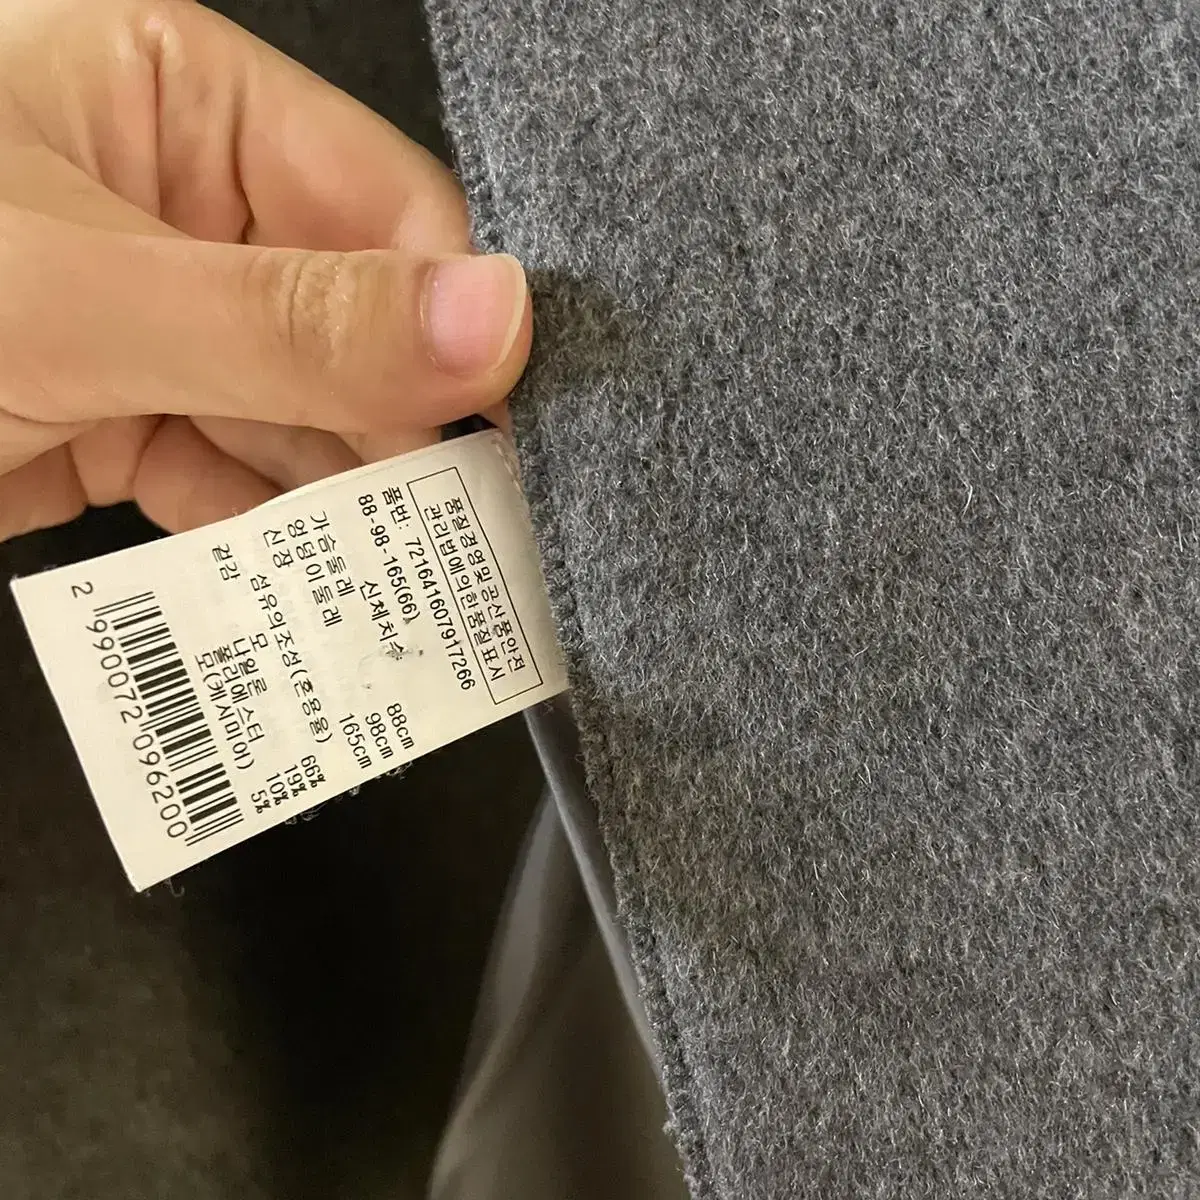 품질경영및공산품안전
관리법에의한품질표시
품번: 721641607917266
88-98-165(66)
신체치수
가슴둘레 88cm
엉덩이둘레 98cm
신장 165cm
섬유의조성(혼용율)
겉감 모 66%
나일론 19%
폴리에스터 10%
모(캐시미어) 5%
2 990072 096200